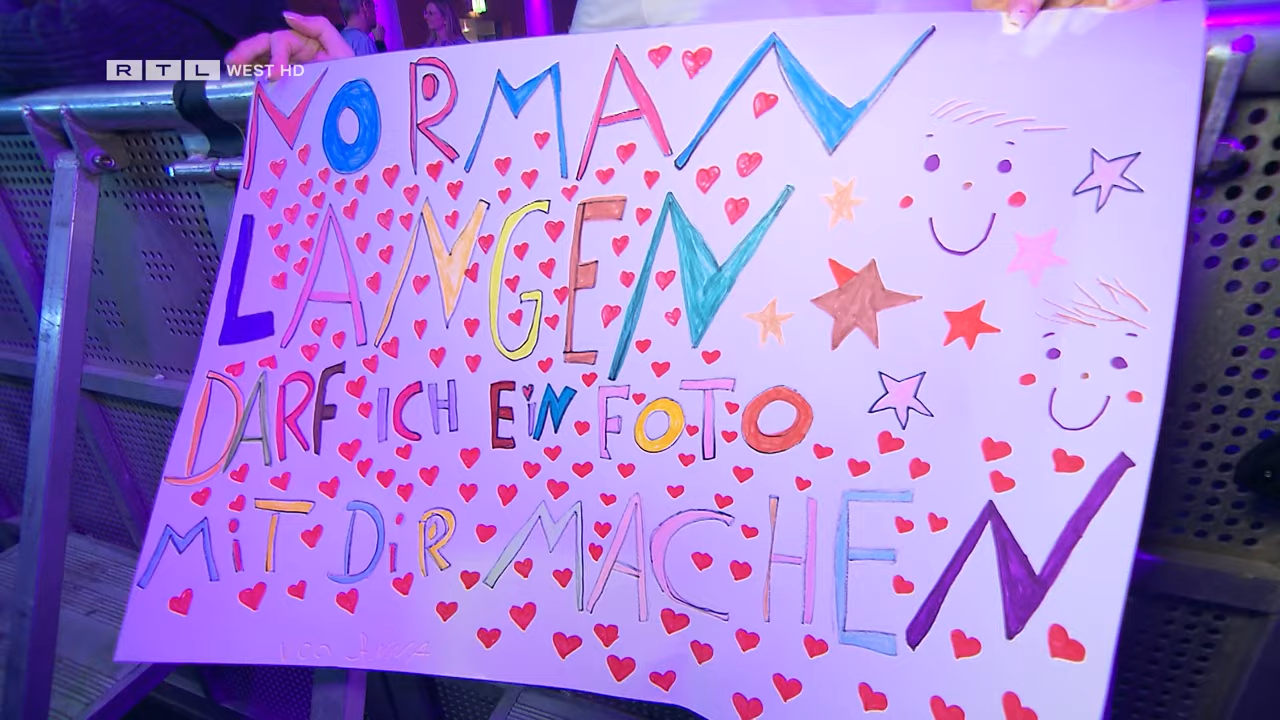 RTL WEST HD
NORMAN
LANGEN
DARF ICH EiN FOTO
MiT DiR MACHEN